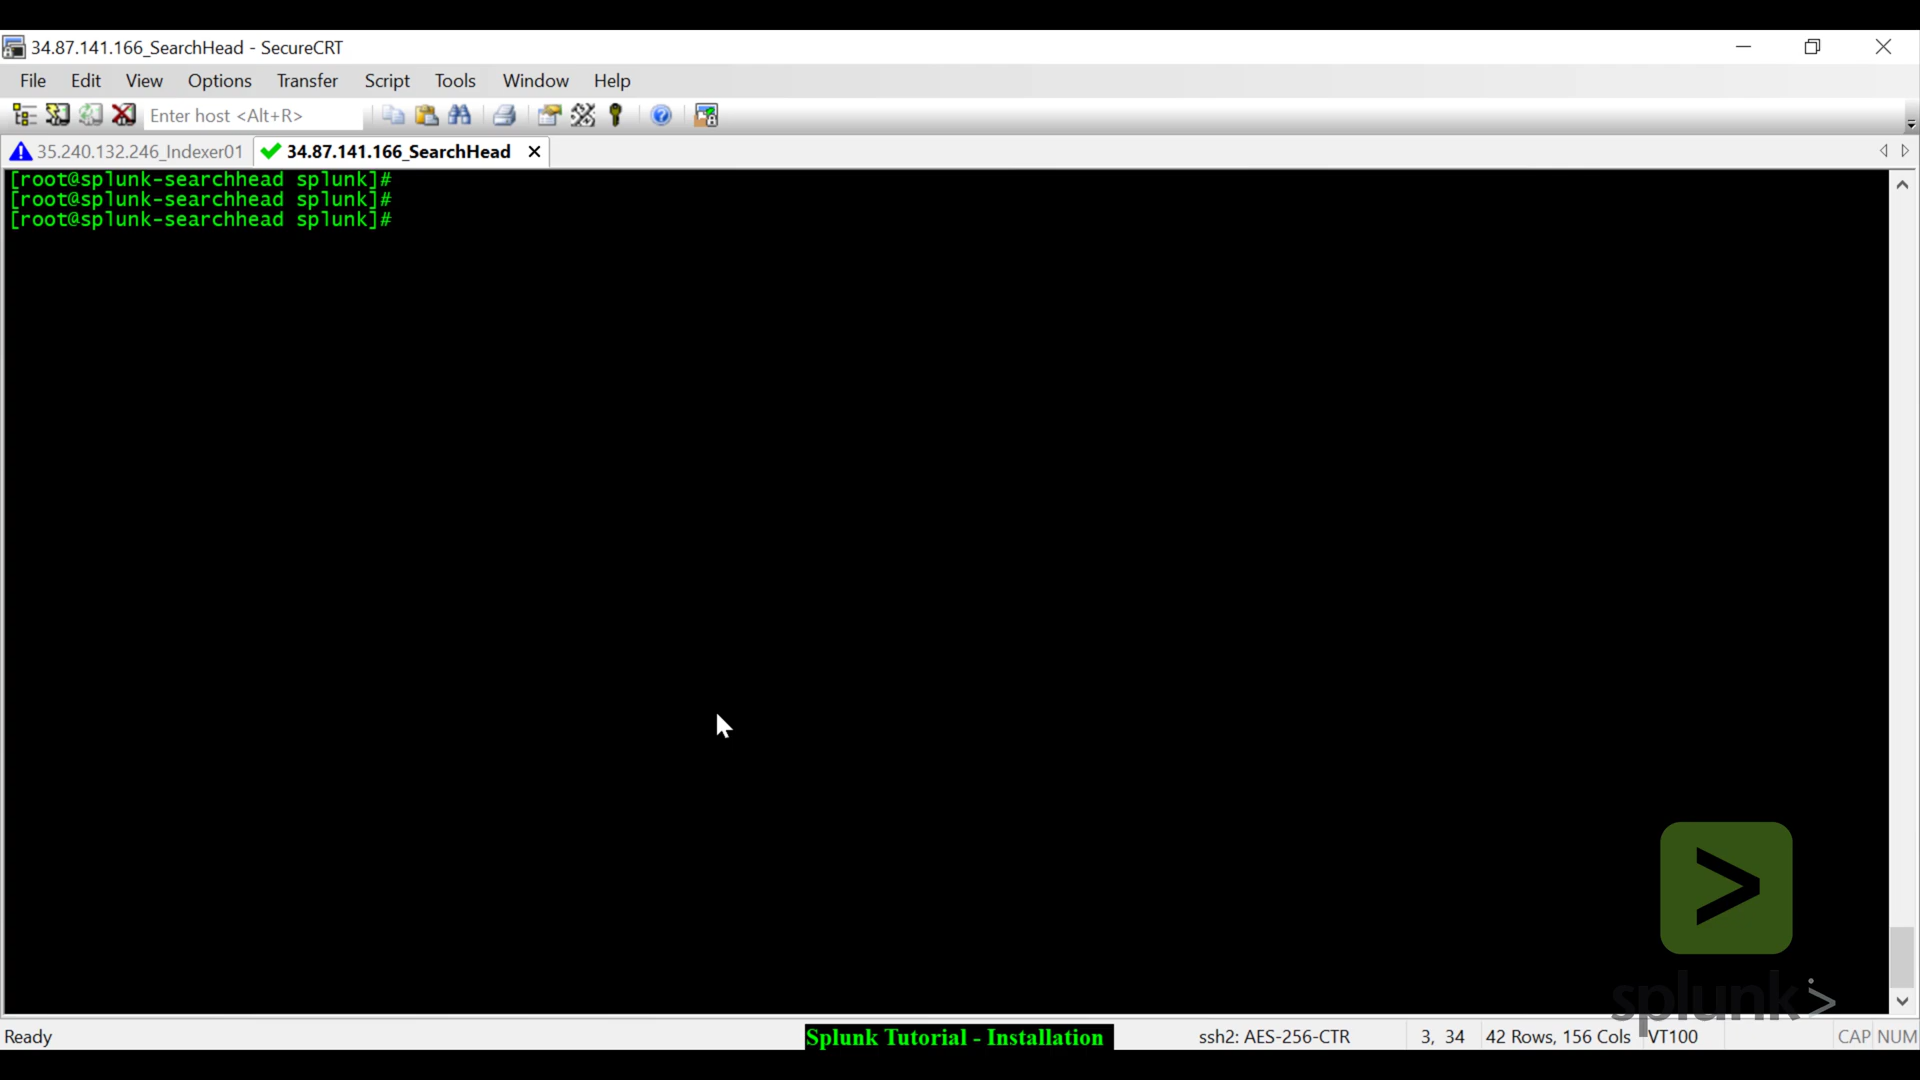 34.87.141.166_SearchHead - SecureCRT
File Edit View Options Transfer Script Tools Window Help
Enter host <Alt+R>
35.240.132.246_Indexer01 34.87.141.166_SearchHead
[root@splunk-searchhead splunk]#
[root@splunk-searchhead splunk]#
[root@splunk-searchhead splunk]#
splunk>
Ready Splunk Tutorial - Installation ssh2: AES-256-CTR 3, 34 42 Rows, 156 Cols VT100 CAP NUM